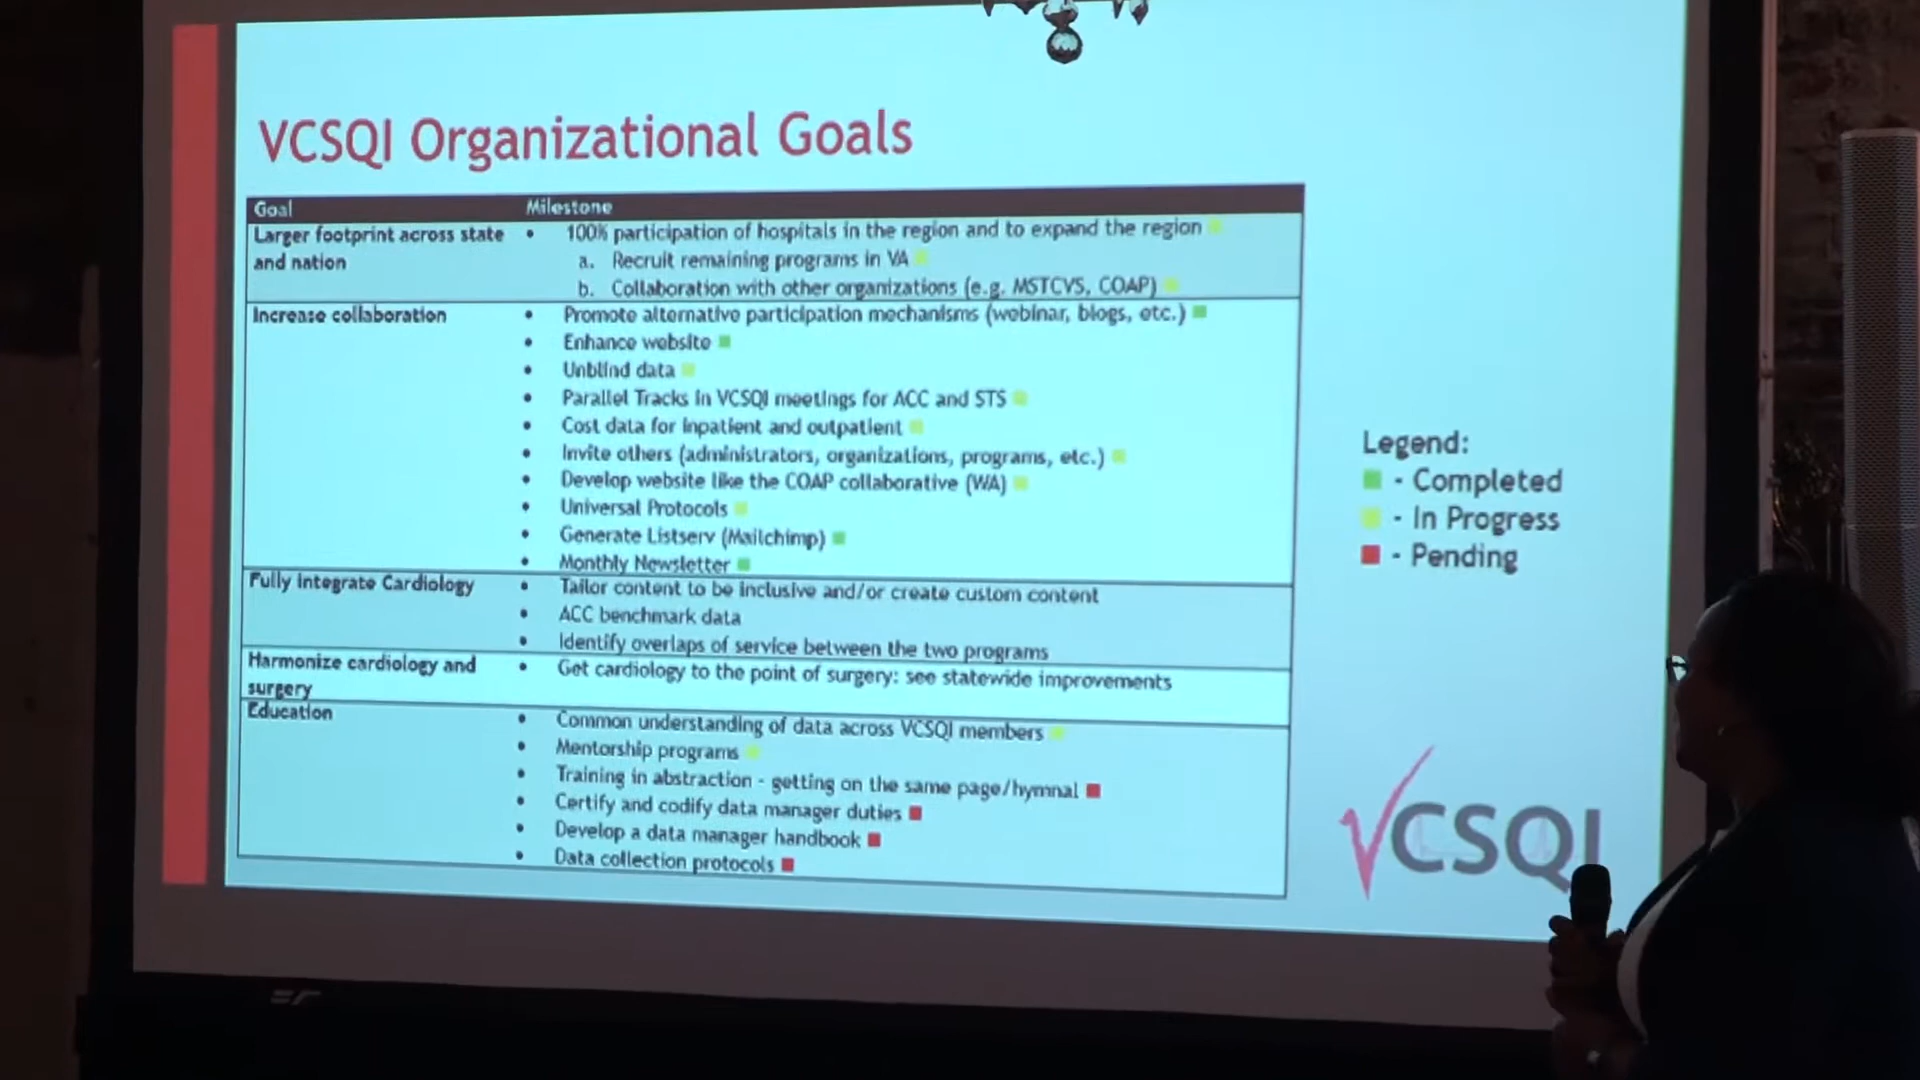 VCSQI Organizational Goals
Goal Milestone
Larger footprint across state and nation
• 100% participation of hospitals in the region and to expand the region
a. Recruit remaining programs in VA
b. Collaboration with other organizations (e.g. MSTCVS, COAP)
Increase collaboration
• Promote alternative participation mechanisms (webinar, blogs, etc.)
• Enhance website
• Unblind data
• Parallel Tracks in VCSQI meetings for ACC and STS
• Cost data for inpatient and outpatient
• Invite others (administrators, organizations, programs, etc.)
• Develop website like the COAP collaborative (WA)
• Universal Protocols
• Generate Listserv (Mailchimp)
• Monthly Newsletter
Fully Integrate Cardiology
• Tailor content to be inclusive and/or create custom content
• ACC benchmark data
• Identify overlaps of service between the two programs
Harmonize cardiology and surgery
• Get cardiology to the point of surgery: see statewide improvements
Education
• Common understanding of data across VCSQI members
• Mentorship programs
• Training in abstraction - getting on the same page/hymnal
• Certify and codify data manager duties
• Develop a data manager handbook
• Data collection protocols
Legend:
- Completed
- In Progress
- Pending
VCSQI